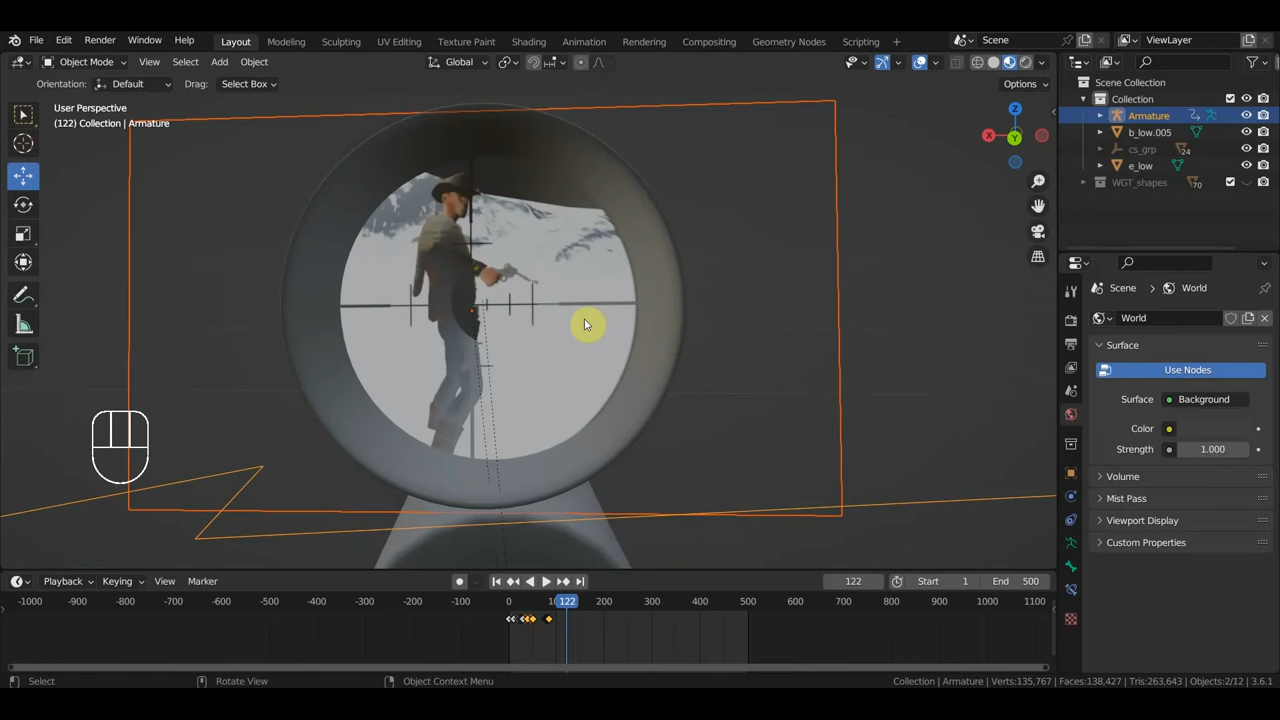 File Edit Render Window Help Layout Modeling Sculpting UV Editing Texture Paint Shading Animation Rendering Compositing Geometry Nodes Scripting + Scene ViewLayer
Object Mode View Select Add Object Global
Orientation: Default Drag: Select Box Options
User Perspective
(122) Collection | Armature
X Y Z
Scene Collection
Collection
Armature
b_low.005
cs_grp 24
e_low
WGT_shapes 70
Scene World
World
Surface
Use Nodes
Surface: Background
Color
Strength 1.000
Volume
Mist Pass
Viewport Display
Custom Properties
Playback Keying View Marker 122 Start 1 End 500
-1000 -900 -800 -700 -600 -500 -400 -300 -200 -100 0 122 200 300 400 500 600 700 800 900 1000 1100
Select Rotate View Object Context Menu Collection | Armature | Verts:135,767 | Faces:138,427 | Tris:263,643 | Objects:2/12 | 3.6.1